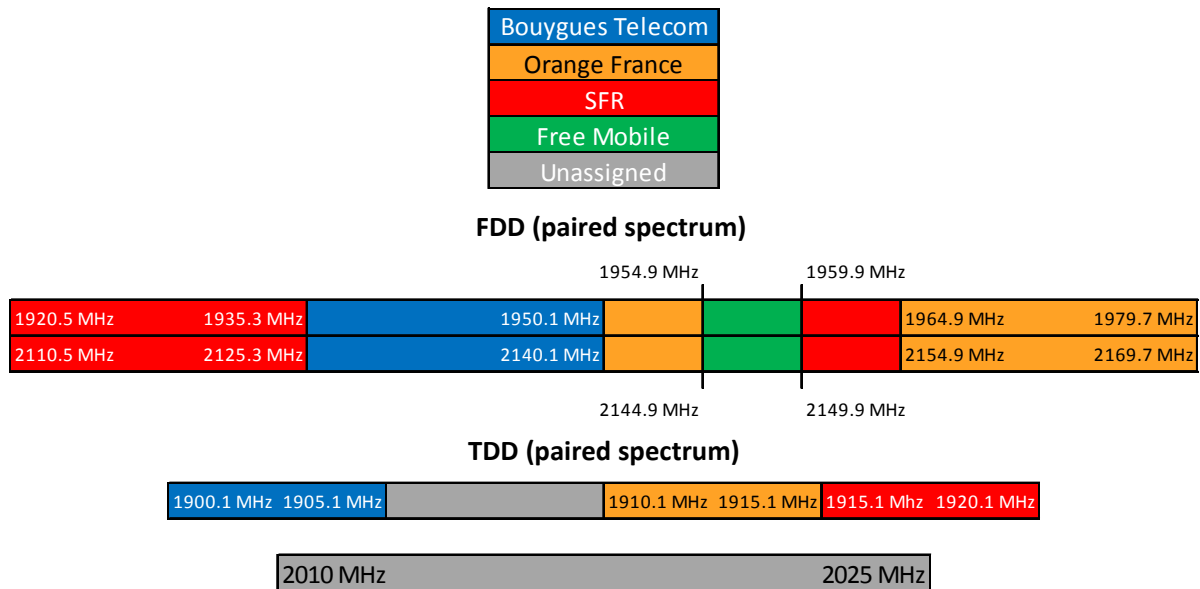 Bouygues Telecom
Orange France
SFR
Free Mobile
Unassigned
FDD (paired spectrum)
1954.9 MHz 1959.9 MHz
1920.5 MHz 1935.3 MHz 1950.1 MHz 1964.9 MHz 1979.7 MHz
2110.5 MHz 2125.3 MHz 2140.1 MHz 2154.9 MHz 2169.7 MHz
2144.9 MHz 2149.9 MHz
TDD (paired spectrum)
1900.1 MHz 1905.1 MHz 1910.1 MHz 1915.1 MHz 1915.1 Mhz 1920.1 MHz
2010 MHz 2025 MHz